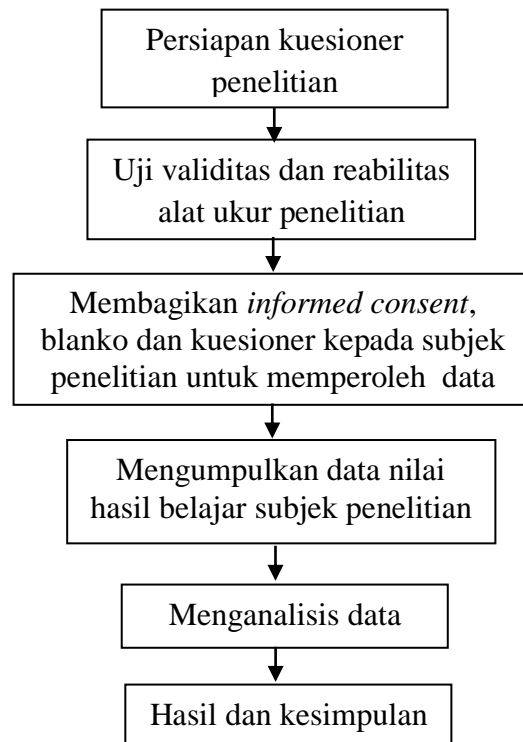 Persiapan kuesioner
penelitian
Uji validitas dan reabilitas
alat ukur penelitian
Membagikan informed consent,
blanko dan kuesioner kepada subjek
penelitian untuk memperoleh data
Mengumpulkan data nilai
hasil belajar subjek penelitian
Menganalisis data
Hasil dan kesimpulan